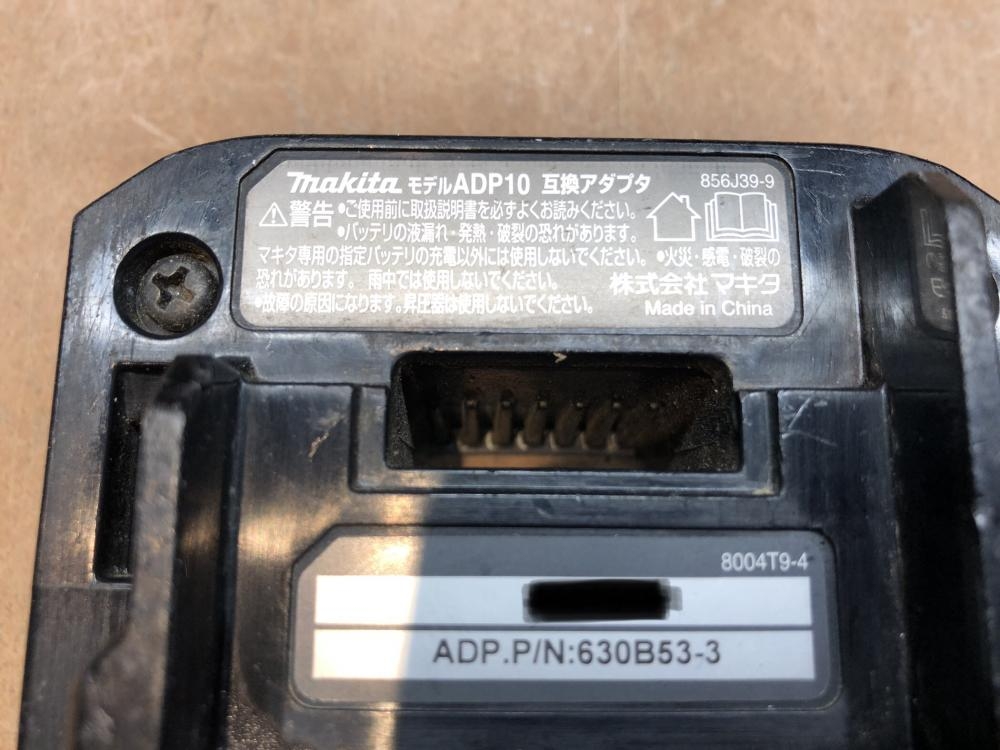 makita モデルADP10 互換アダプタ 856J39-9
警告 •ご使用前に取扱説明書を必ずよくお読みください。
•バッテリの液漏れ・発熱・破裂の恐れがあります。
マキタ専用の指定バッテリの充電以外には使用しないでください。 •火災・感電・破裂の
恐れがあります。 雨中では使用しないでください。 株式会社マキタ
•故障の原因になります。昇圧器は使用しないでください。 Made in China
8004T9-4
ADP.P/N:630B53-3